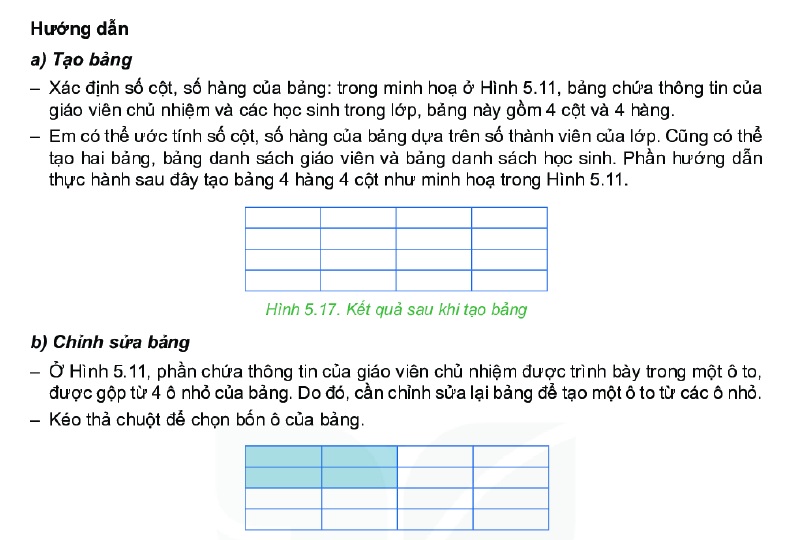 Hướng dẫn
a) Tạo bảng
– Xác định số cột, số hàng của bảng: trong minh hoạ ở Hình 5.11, bảng chứa thông tin của
giáo viên chủ nhiệm và các học sinh trong lớp, bảng này gồm 4 cột và 4 hàng.
– Em có thể ước tính số cột, số hàng của bảng dựa trên số thành viên của lớp. Cũng có thể
tạo hai bảng, bảng danh sách giáo viên và bảng danh sách học sinh. Phần hướng dẫn
thực hành sau đây tạo bảng 4 hàng 4 cột như minh hoạ trong Hình 5.11.
Hình 5.17. Kết quả sau khi tạo bảng
b) Chỉnh sửa bảng
– Ở Hình 5.11, phần chứa thông tin của giáo viên chủ nhiệm được trình bày trong một ô to,
được gộp từ 4 ô nhỏ của bảng. Do đó, cần chỉnh sửa lại bảng để tạo một ô to từ các ô nhỏ.
– Kéo thả chuột để chọn bốn ô của bảng.